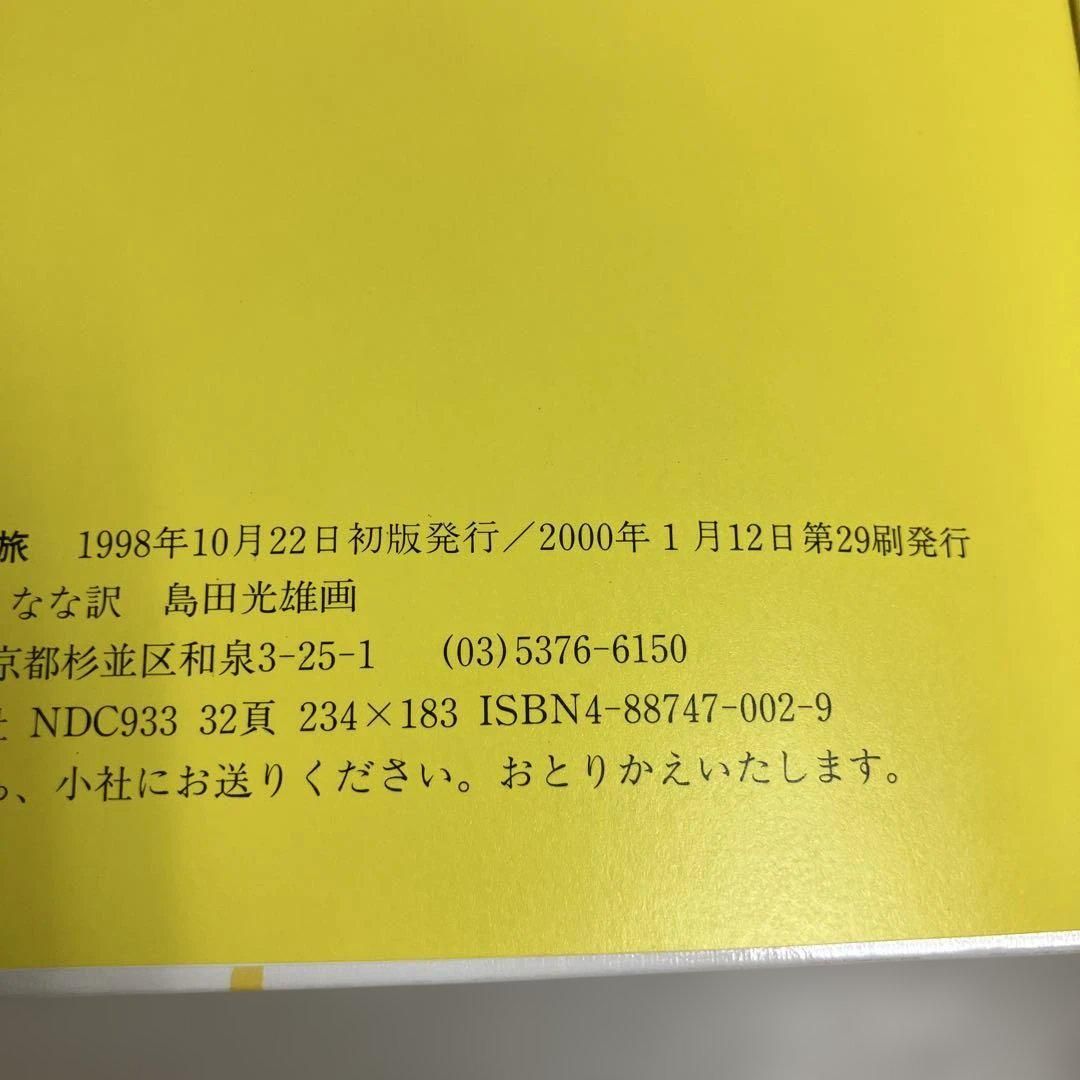 旅 1998年10月22日初版発行／2000年1月12日第29刷発行
なな訳 島田光雄画
京都杉並区和泉3-25-1 (03)5376-6150
社 NDC933 32頁 234×183 ISBN4-88747-002-9
、小社にお送りください。おとりかえいたします。